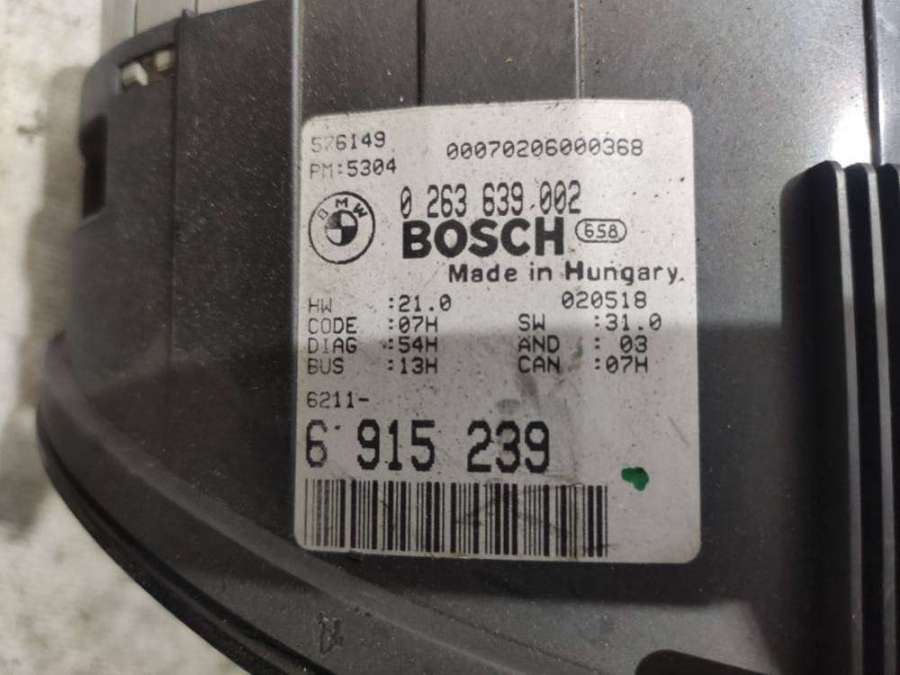 576149
00070206000368
PM:5304
BMW
0 263 639 002
BOSCH 658
Made in Hungary.
HW :21.0 020518
CODE :07H SW :31.0
DIAG :54H AND : 03
BUS :13H CAN :07H
6211-
6 915 239